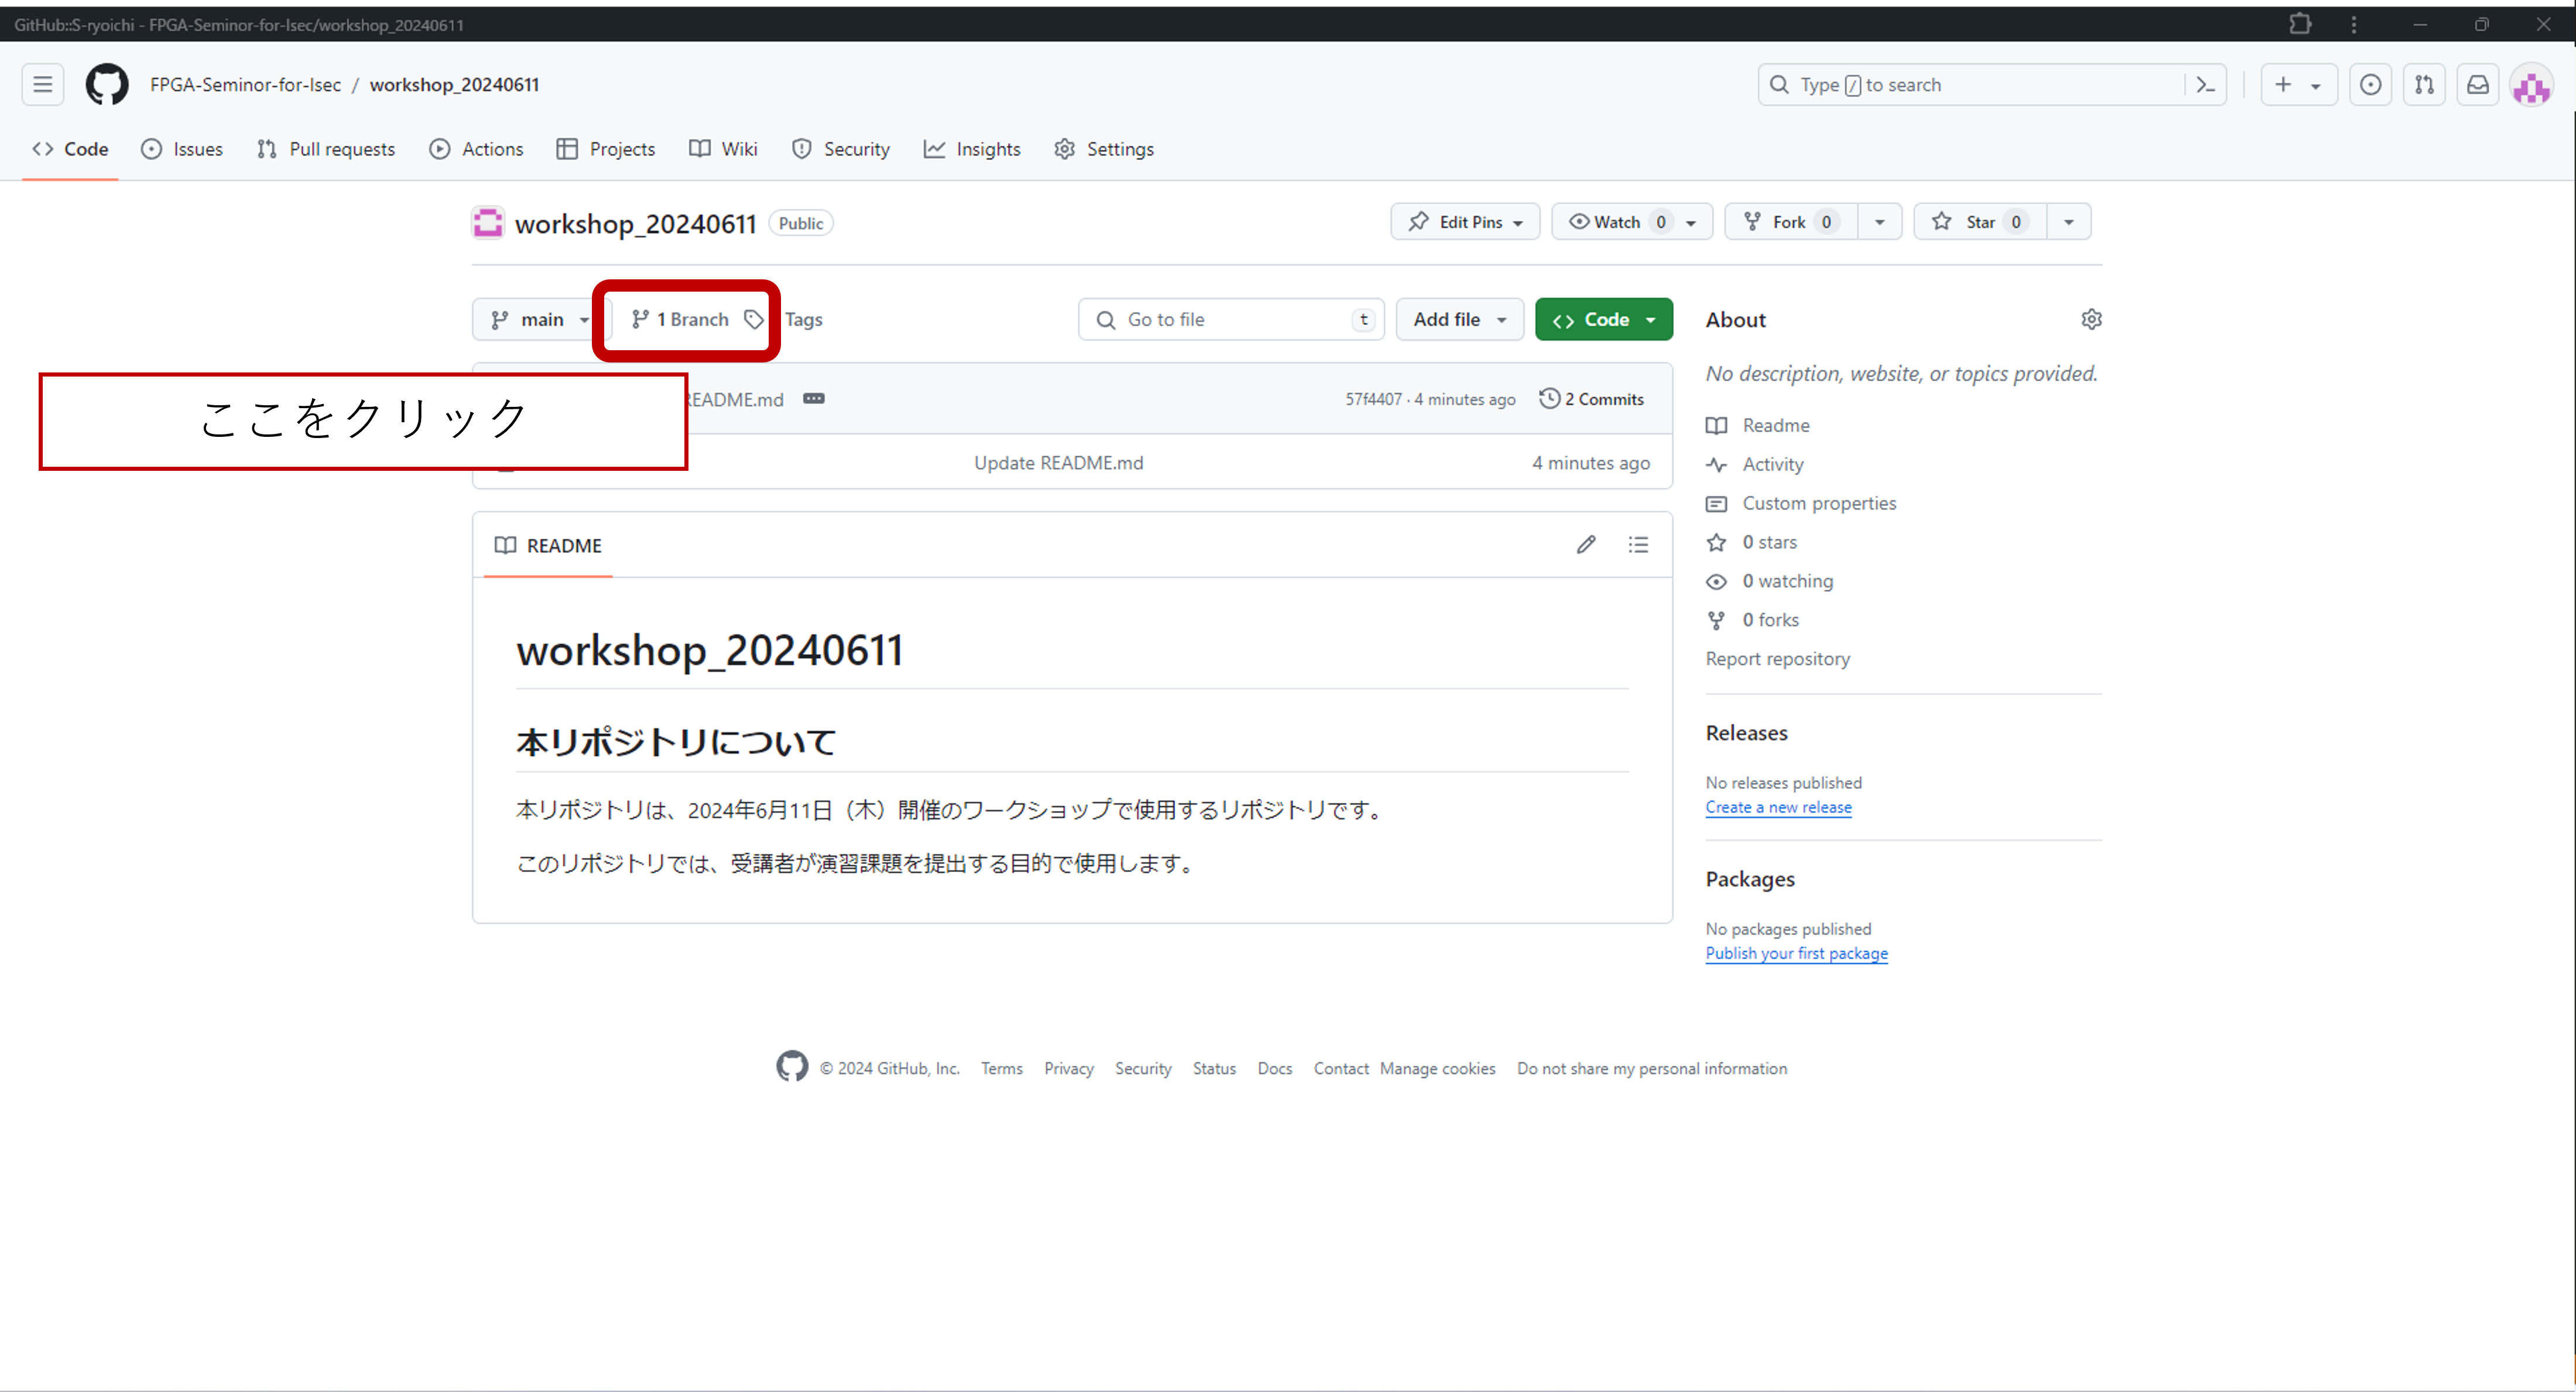 GitHub::S-ryoichi - FPGA-Seminor-for-Isec/workshop_20240611
FPGA-Seminor-for-Isec / workshop_20240611
Type / to search
Code Issues Pull requests Actions Projects Wiki Security Insights Settings
workshop_20240611 Public
Edit Pins Watch 0 Fork 0 Star 0
main 1 Branch Tags Go to file t Add file Code
ここをクリック
README.md 57f4407 · 4 minutes ago 2 Commits
Update README.md 4 minutes ago
README
workshop_20240611
本リポジトリについて
本リポジトリは、2024年6月11日（木）開催のワークショップで使用するリポジトリです。
このリポジトリでは、受講者が演習課題を提出する目的で使用します。
About
No description, website, or topics provided.
Readme
Activity
Custom properties
0 stars
0 watching
0 forks
Report repository
Releases
No releases published
Create a new release
Packages
No packages published
Publish your first package
© 2024 GitHub, Inc. Terms Privacy Security Status Docs Contact Manage cookies Do not share my personal information